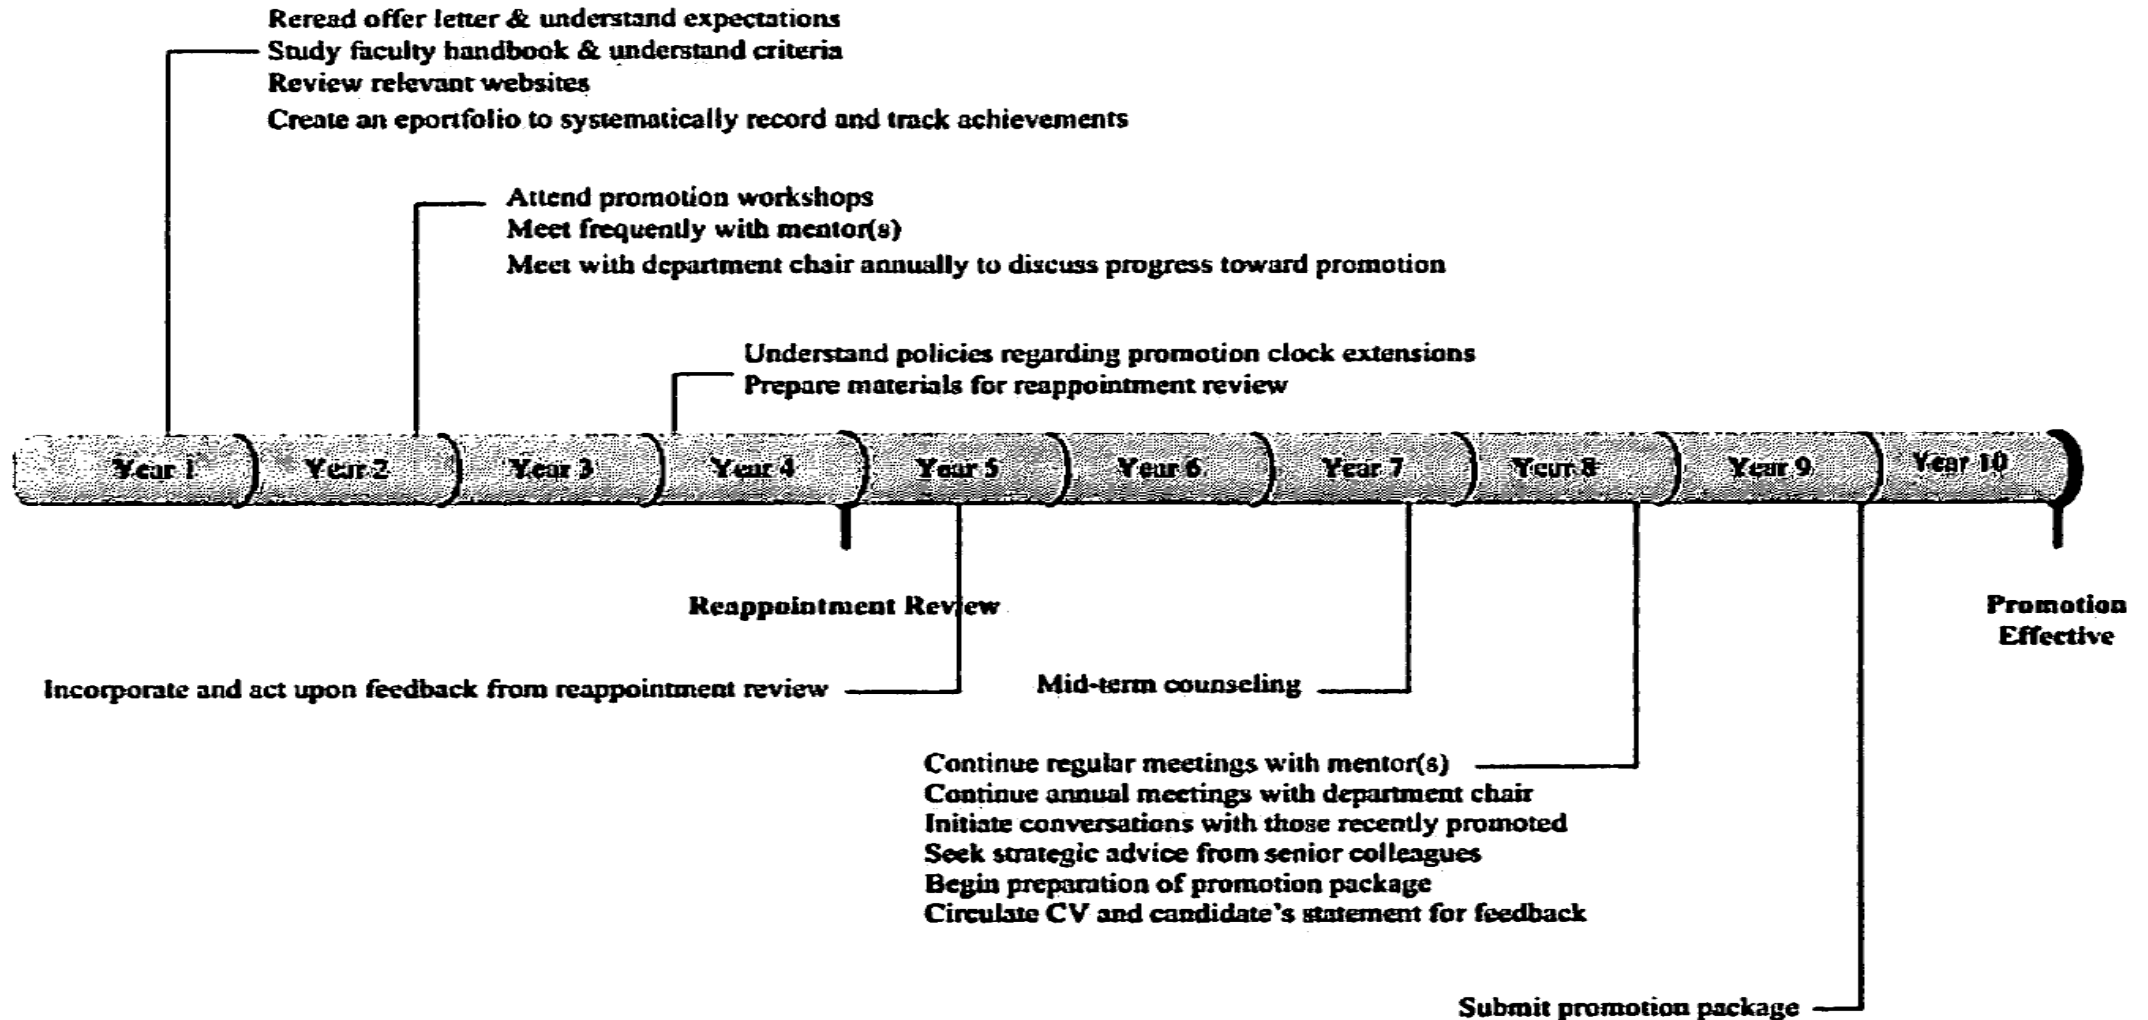 Reread offer letter & understand expectations
Study faculty handbook & understand criteria
Review relevant websites
Create an eportfolio to systematically record and track achievements
Attend promotion workshops
Meet frequently with mentor(s)
Meet with department chair annually to discuss progress toward promotion
Understand policies regarding promotion clock extensions
Prepare materials for reappointment review
Year 1
Year 2
Year 3
Year 4
Year 5
Year 6
Year 7
Year 8
Year 9
Year 10
Reappointment Review
Promotion
Effective
Incorporate and act upon feedback from reappointment review
Mid-term counseling
Continue regular meetings with mentor(s)
Continue annual meetings with department chair
Initiate conversations with those recently promoted
Seek strategic advice from senior colleagues
Begin preparation of promotion package
Circulate CV and candidate's statement for feedback
Submit promotion package